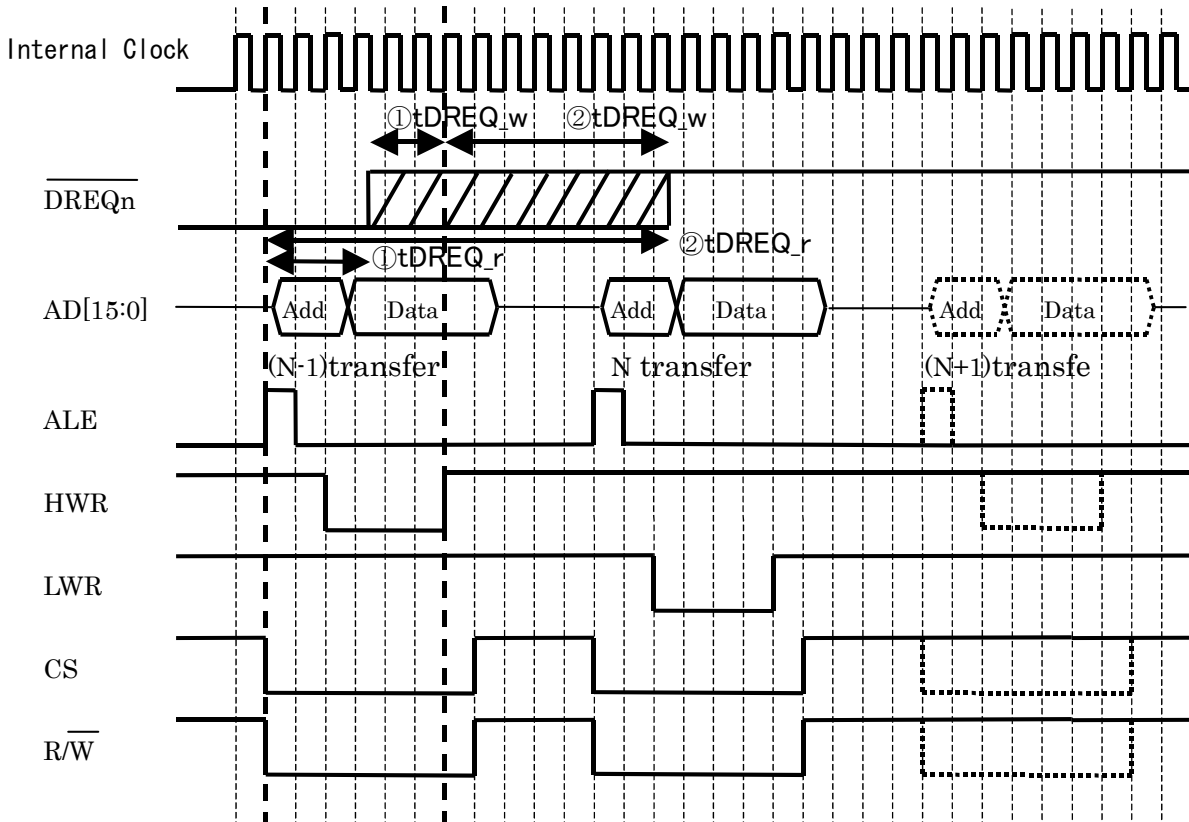 Internal Clock
①tDREQ_w ②tDREQ_w
DREQn
②tDREQ_r
①tDREQ_r
AD[15:0] Add Data Add Data Add Data
(N-1)transfer N transfer (N+1)transfe
ALE
HWR
LWR
CS
R/W